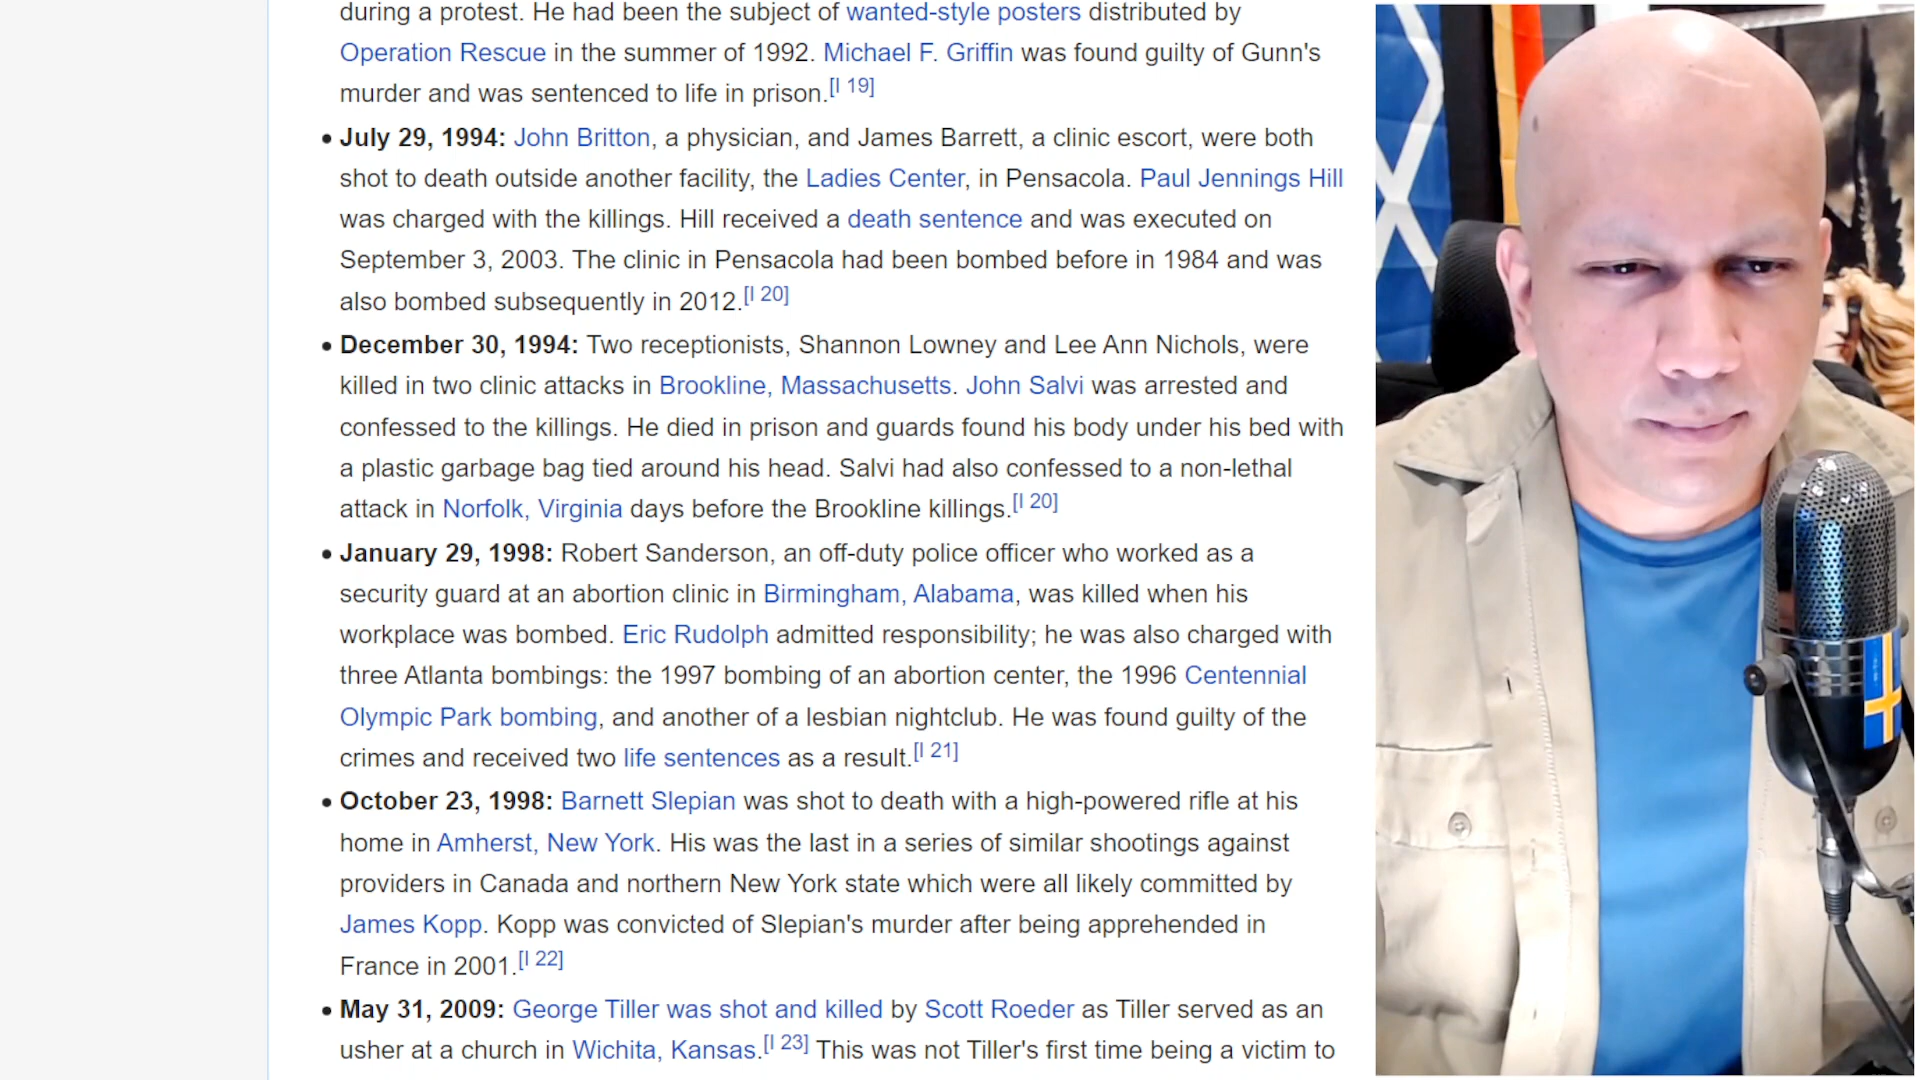 during a protest. He had been the subject of wanted-style posters distributed by
Operation Rescue in the summer of 1992. Michael F. Griffin was found guilty of Gunn's
murder and was sentenced to life in prison.[I 19]
• July 29, 1994: John Britton, a physician, and James Barrett, a clinic escort, were both
shot to death outside another facility, the Ladies Center, in Pensacola. Paul Jennings Hill
was charged with the killings. Hill received a death sentence and was executed on
September 3, 2003. The clinic in Pensacola had been bombed before in 1984 and was
also bombed subsequently in 2012.[I 20]
• December 30, 1994: Two receptionists, Shannon Lowney and Lee Ann Nichols, were
killed in two clinic attacks in Brookline, Massachusetts. John Salvi was arrested and
confessed to the killings. He died in prison and guards found his body under his bed with
a plastic garbage bag tied around his head. Salvi had also confessed to a non-lethal
attack in Norfolk, Virginia days before the Brookline killings.[I 20]
• January 29, 1998: Robert Sanderson, an off-duty police officer who worked as a
security guard at an abortion clinic in Birmingham, Alabama, was killed when his
workplace was bombed. Eric Rudolph admitted responsibility; he was also charged with
three Atlanta bombings: the 1997 bombing of an abortion center, the 1996 Centennial
Olympic Park bombing, and another of a lesbian nightclub. He was found guilty of the
crimes and received two life sentences as a result.[I 21]
• October 23, 1998: Barnett Slepian was shot to death with a high-powered rifle at his
home in Amherst, New York. His was the last in a series of similar shootings against
providers in Canada and northern New York state which were all likely committed by
James Kopp. Kopp was convicted of Slepian's murder after being apprehended in
France in 2001.[I 22]
• May 31, 2009: George Tiller was shot and killed by Scott Roeder as Tiller served as an
usher at a church in Wichita, Kansas.[I 23] This was not Tiller's first time being a victim to